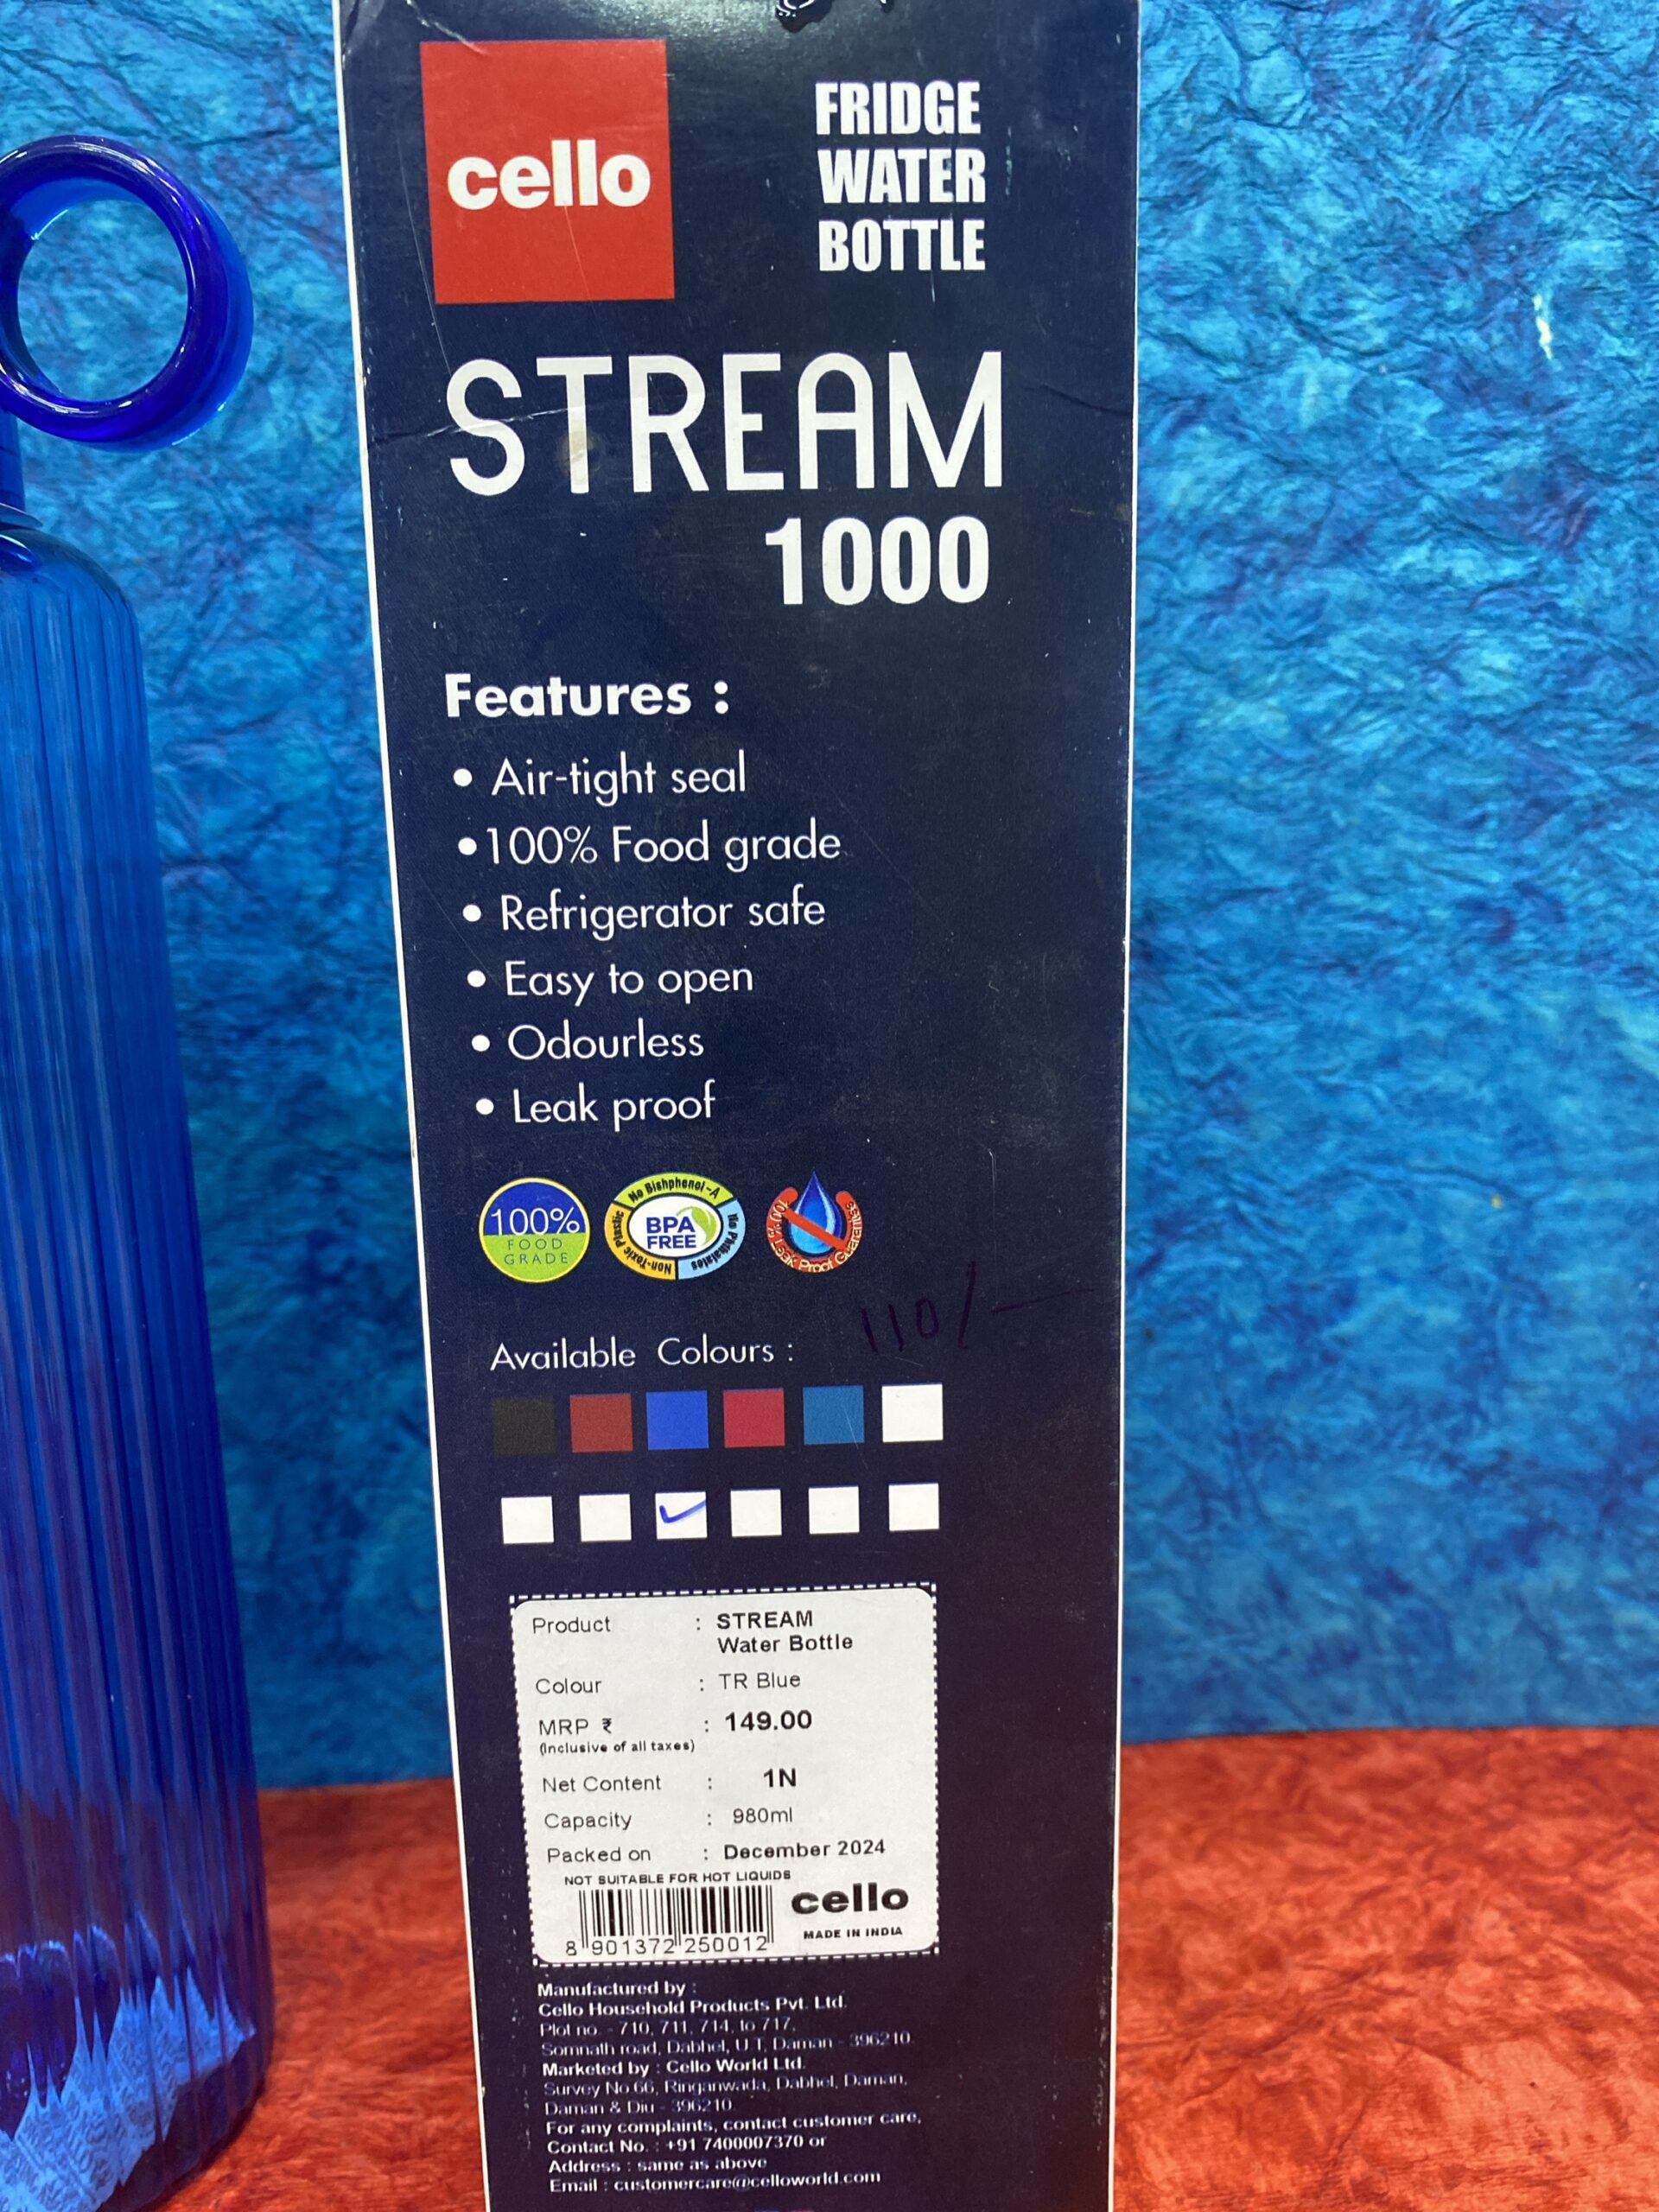 cello
FRIDGE
WATER
BOTTLE
STREAM
1000
Features :
• Air-tight seal
•100% Food grade
• Refrigerator safe
• Easy to open
• Odourless
• Leak proof
100%
FOOD
GRADE
No Bishphenol-A
BPA
FREE
No Phthalates
Non-Toxic Plastic
100% Leak Proof Guarantee
110/-
Available Colours :
Product : STREAM
Water Bottle
Colour : TR Blue
MRP ₹ : 149.00
(Inclusive of all taxes)
Net Content : 1N
Capacity : 980ml
Packed on : December 2024
NOT SUITABLE FOR HOT LIQUIDS
cello
MADE IN INDIA
8 901372 250012
Manufactured by :
Cello Household Products Pvt. Ltd.
Plot no. - 710, 711, 714, to 717,
Somnath road, Dabhel, U.T. Daman - 396210.
Marketed by : Cello World Ltd.
Survey No.66, Ringanwada, Dabhel, Daman,
Daman & Diu - 396210
For any complaints, contact customer care,
Contact No. : +91 7400007370 or
Address : same as above
Email : customercare@celloworld.com